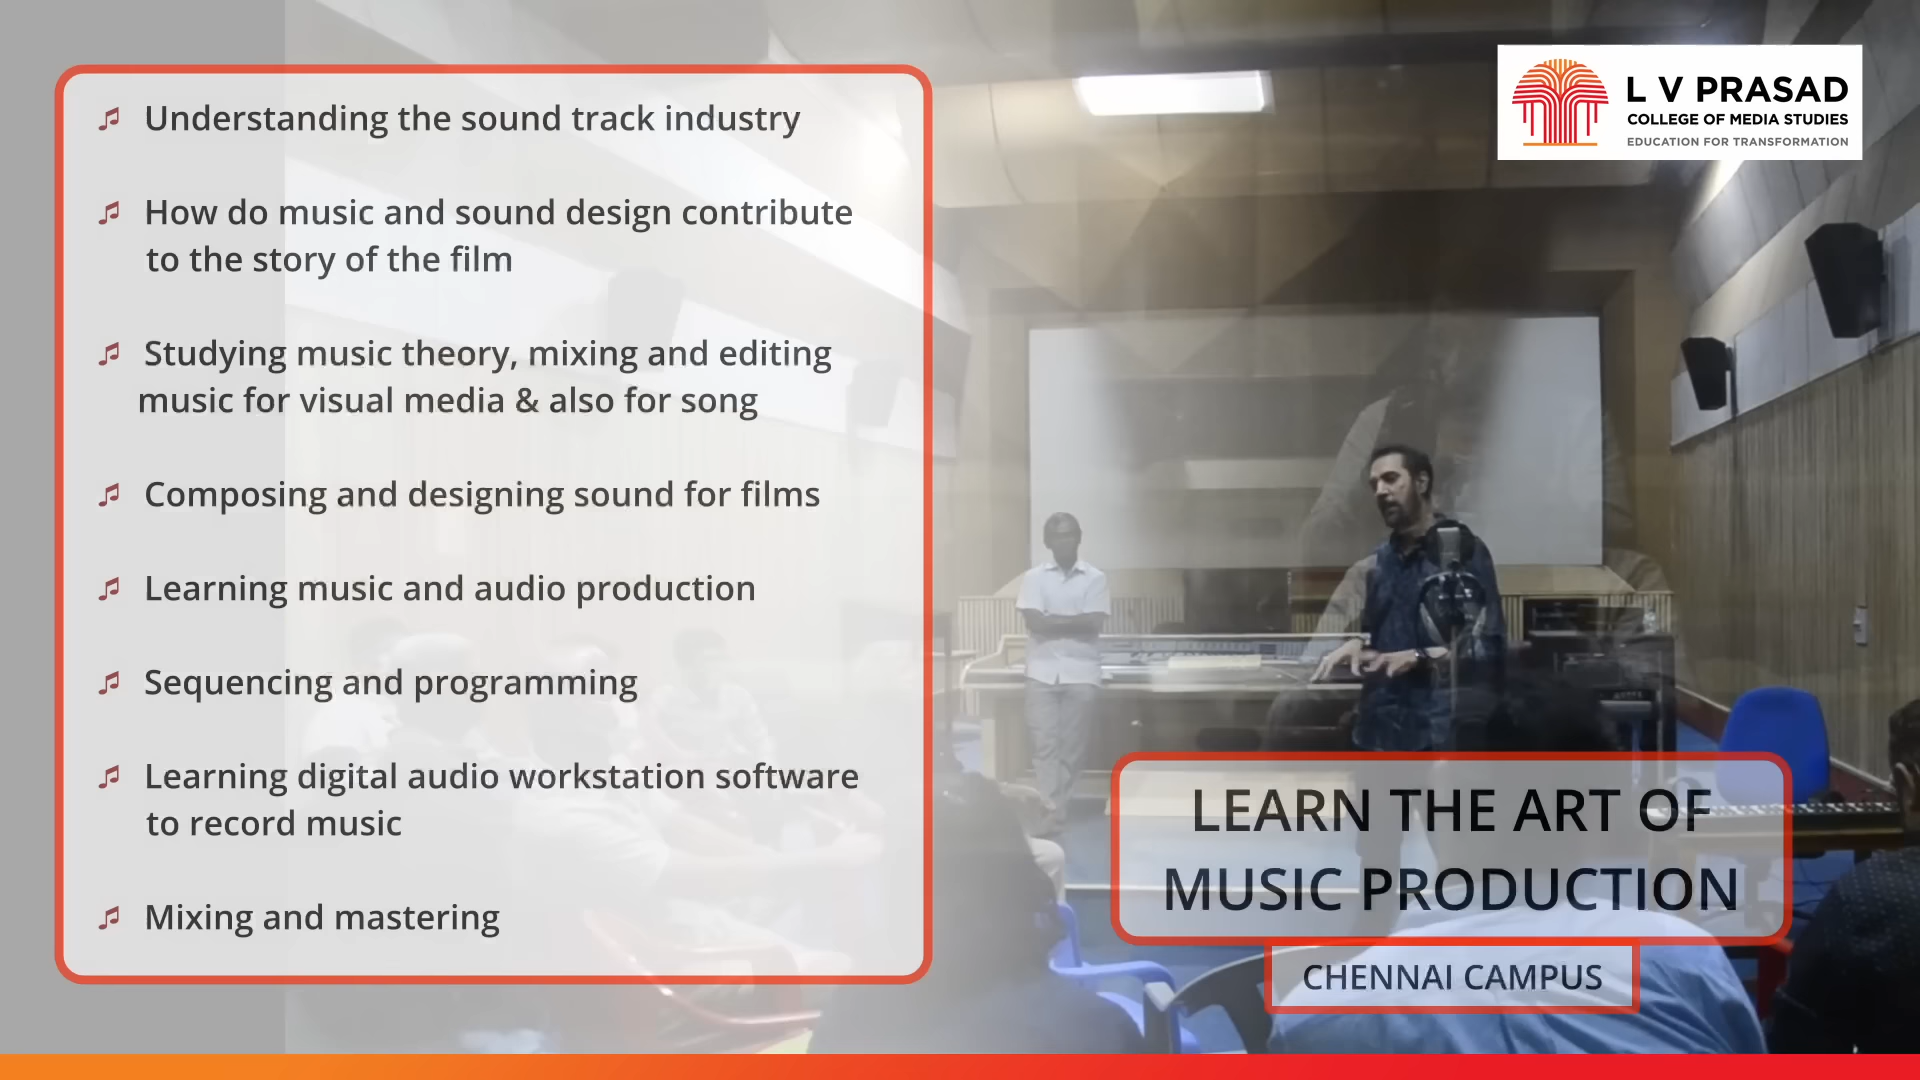 Understanding the sound track industry
How do music and sound design contribute
to the story of the film
Studying music theory, mixing and editing
music for visual media & also for song
Composing and designing sound for films
Learning music and audio production
Sequencing and programming
Learning digital audio workstation software
to record music
Mixing and mastering
L V PRASAD
COLLEGE OF MEDIA STUDIES
EDUCATION FOR TRANSFORMATION
LEARN THE ART OF
MUSIC PRODUCTION
CHENNAI CAMPUS